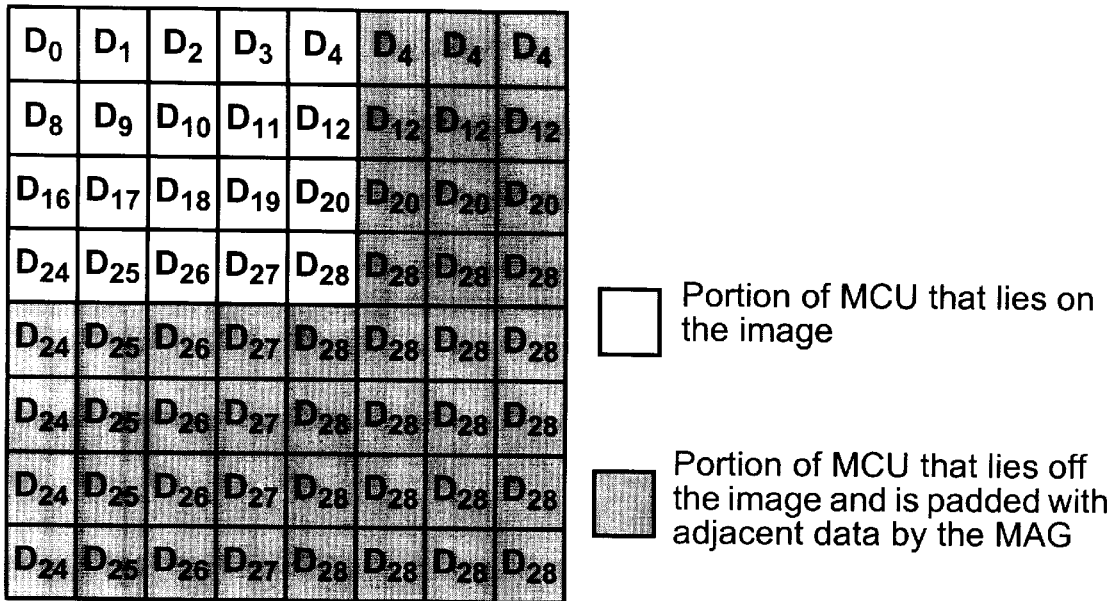 D0 D1 D2 D3 D4 D4 D4 D4
D8 D9 D10 D11 D12 D12 D12 D12
D16 D17 D18 D19 D20 D20 D20 D20
D24 D25 D26 D27 D28 D28 D28 D28
D24 D25 D26 D27 D28 D28 D28 D28
D24 D25 D26 D27 D28 D28 D28 D28
D24 D25 D26 D27 D28 D28 D28 D28
D24 D25 D26 D27 D28 D28 D28 D28
Portion of MCU that lies on
the image
Portion of MCU that lies off
the image and is padded with
adjacent data by the MAG